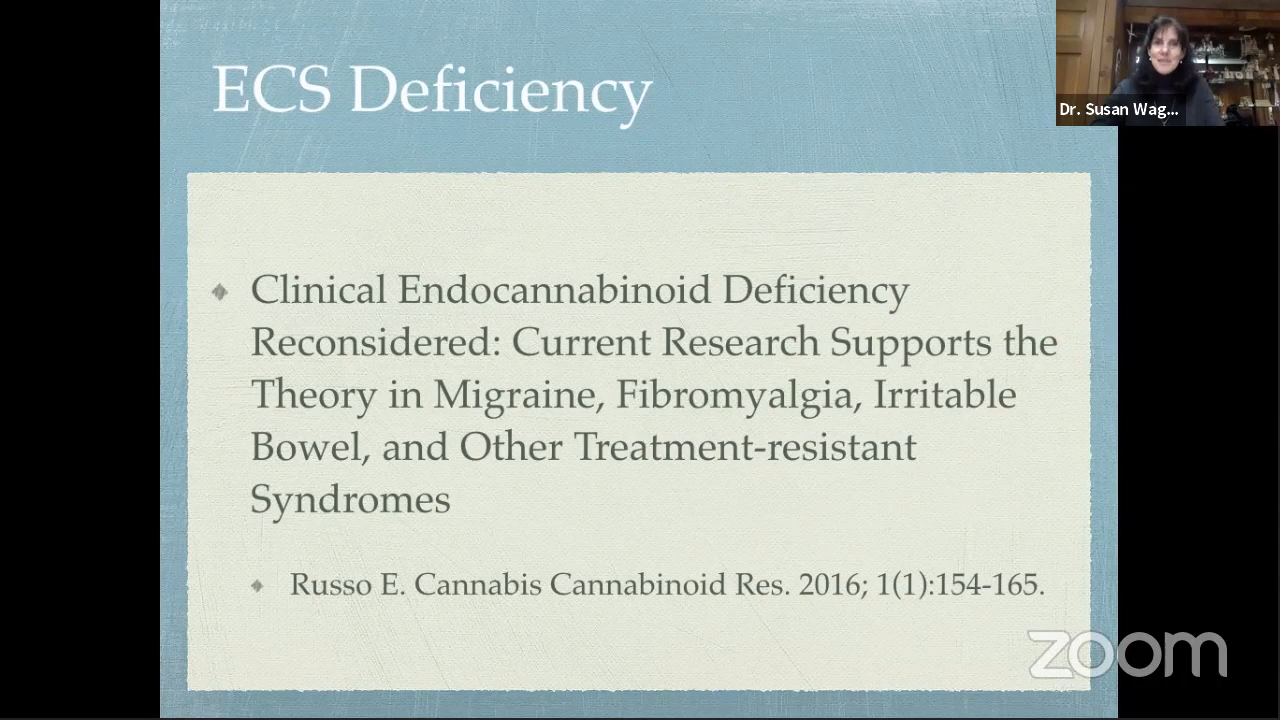 ECS Deficiency
Dr. Susan Wag...
Clinical Endocannabinoid Deficiency
Reconsidered: Current Research Supports the
Theory in Migraine, Fibromyalgia, Irritable
Bowel, and Other Treatment-resistant
Syndromes
Russo E. Cannabis Cannabinoid Res. 2016; 1(1):154-165.
zoom